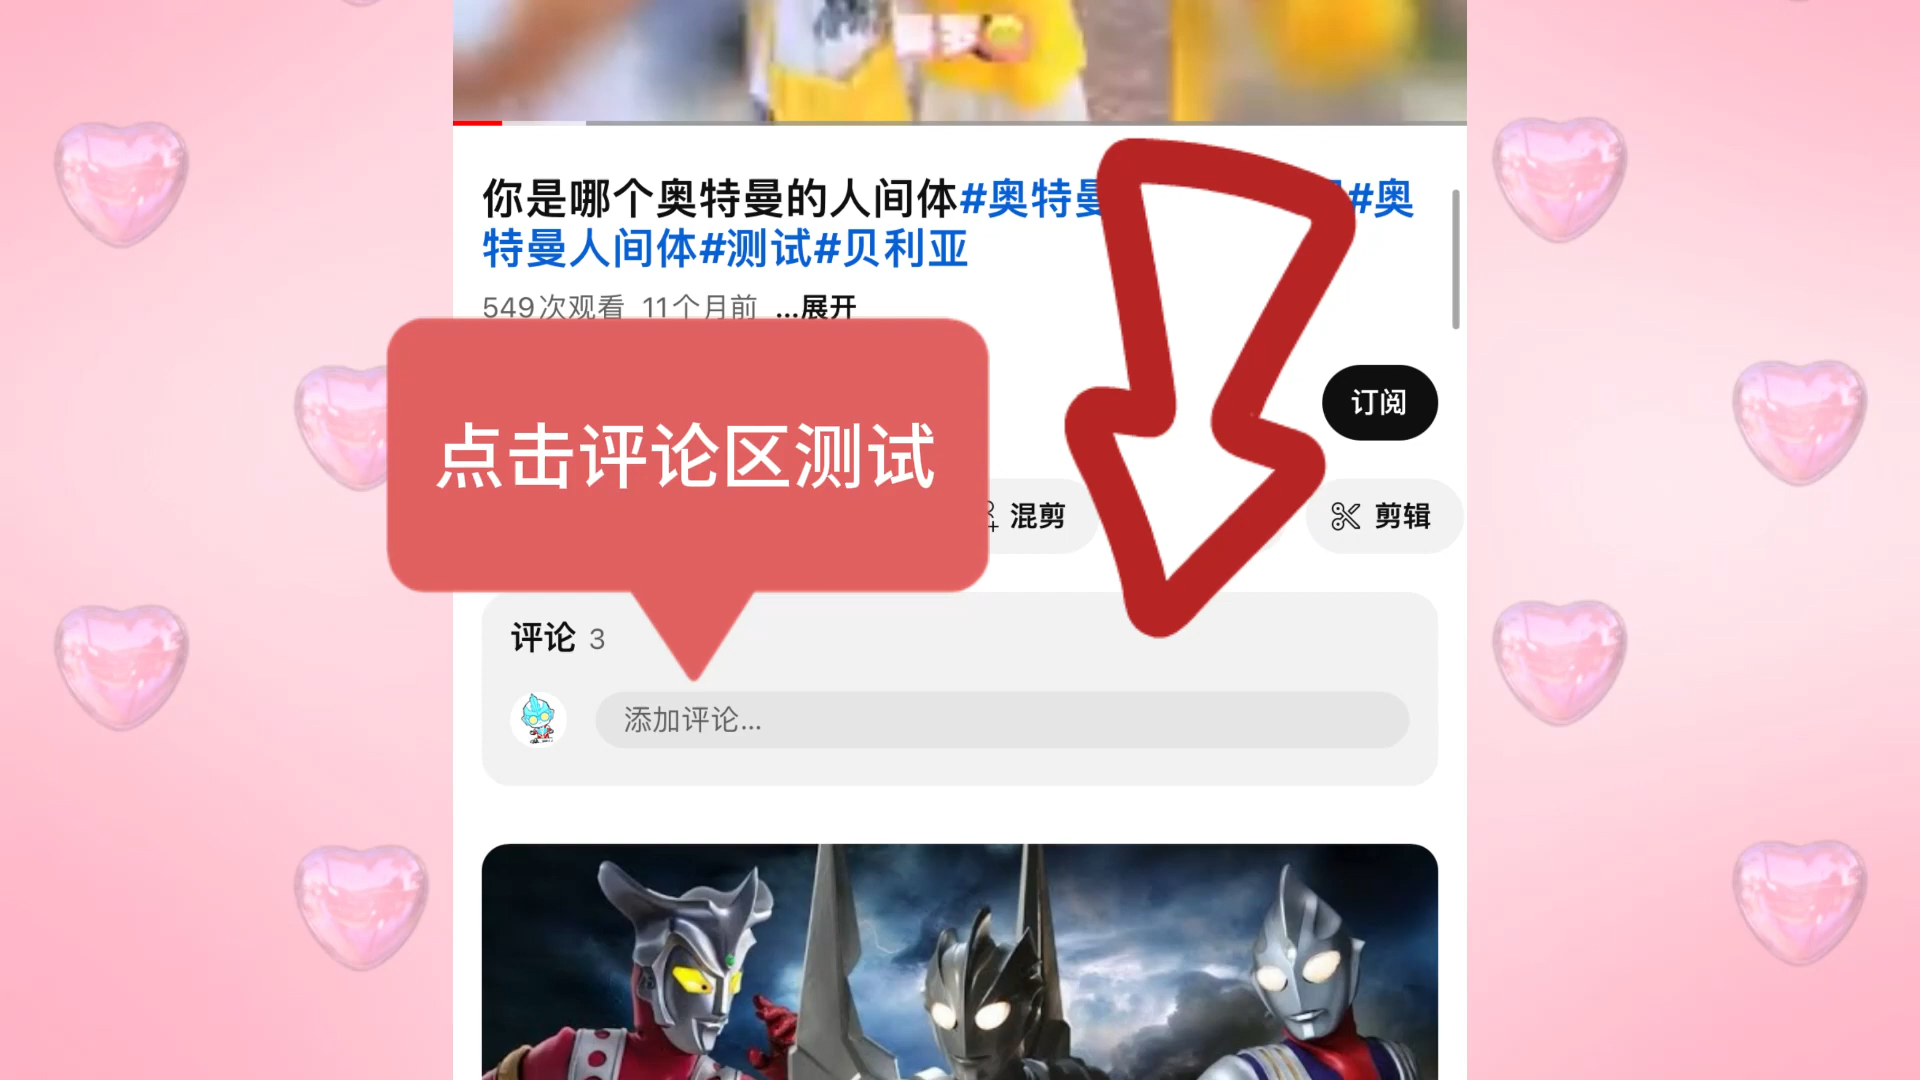 你是哪个奥特曼的人间体#奥特曼 #奥
特曼人间体#测试#贝利亚
549次观看 11个月前 ...展开
订阅
点击评论区测试
混剪
剪辑
评论 3
添加评论...